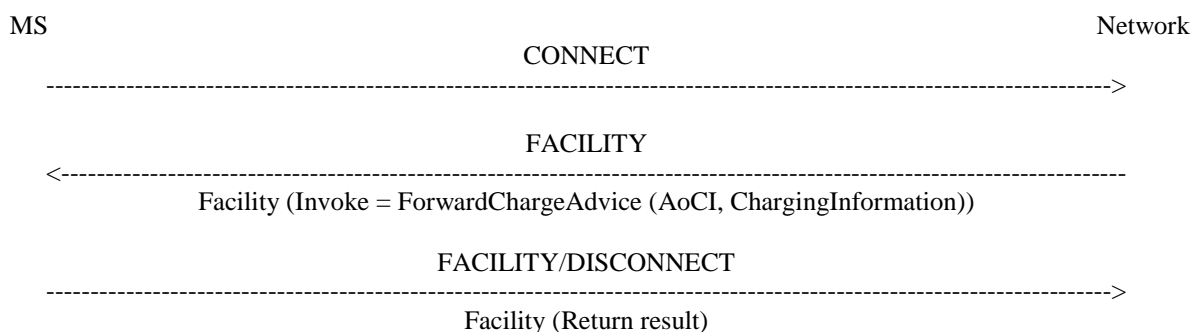 MS Network
CONNECT
------------------------------------------------------------------------------------------------------------------------>
FACILITY
<------------------------------------------------------------------------------------------------------------------------
Facility (Invoke = ForwardChargeAdvice (AoCI, ChargingInformation))
FACILITY/DISCONNECT
------------------------------------------------------------------------------------------------------------------------>
Facility (Return result)